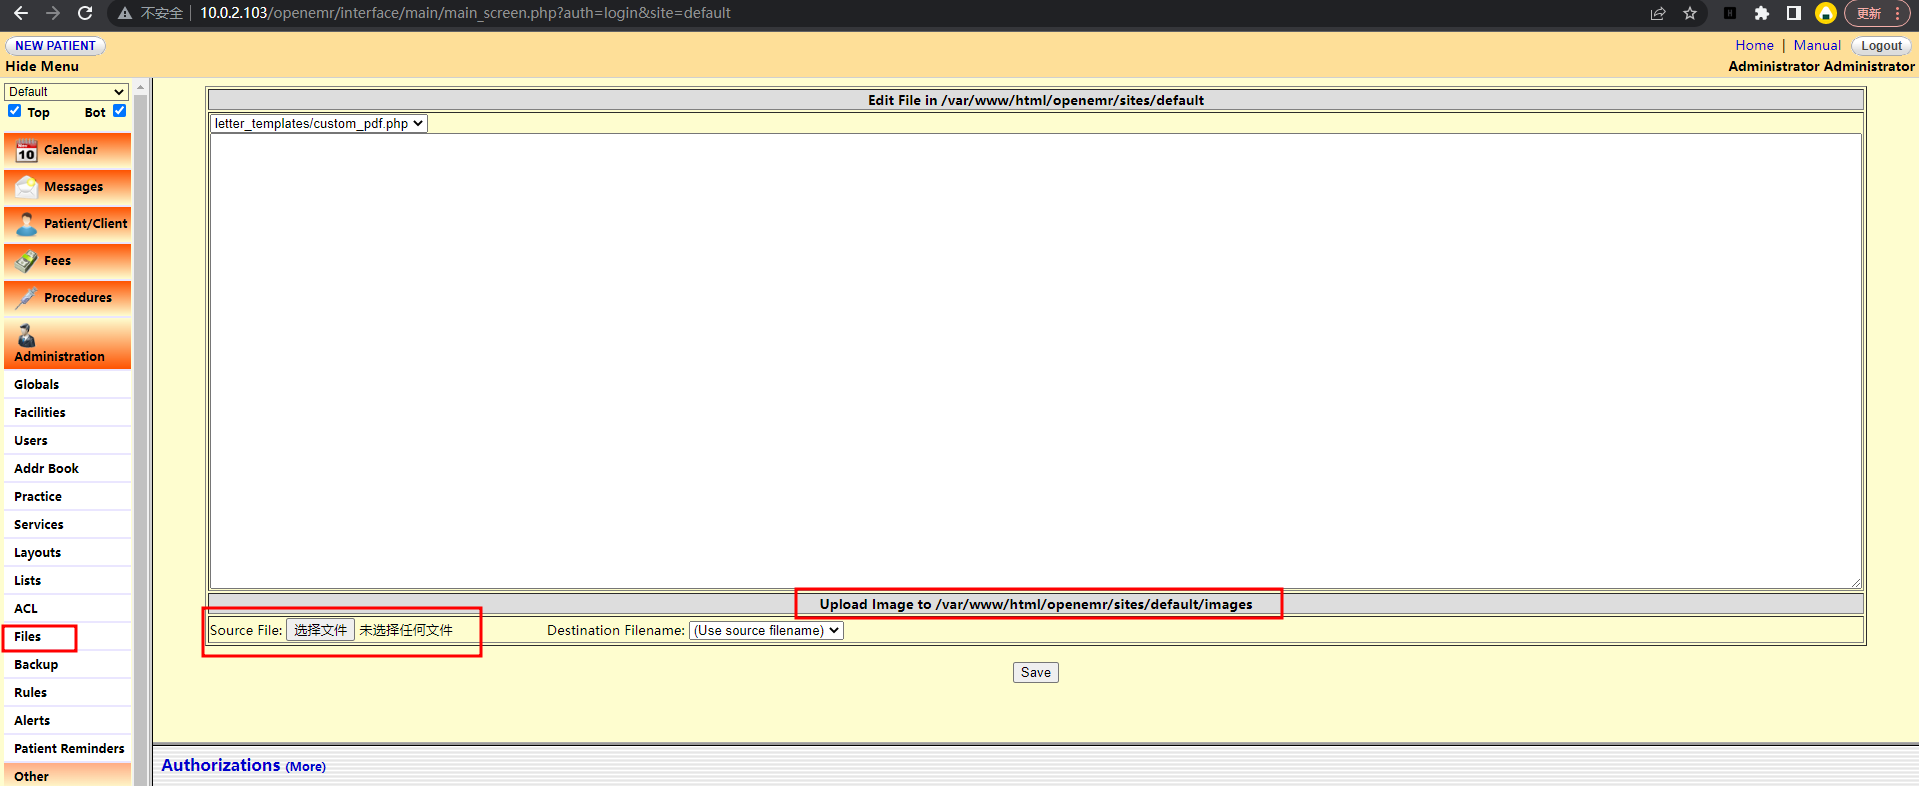 不安全 10.0.2.103/openemr/interface/main/main_screen.php?auth=login&site=default
更新
NEW PATIENT
Home | Manual Logout
Hide Menu
Administrator Administrator
Default
Top Bot
10 Calendar
Messages
Patient/Client
Fees
Procedures
Administration
Globals
Facilities
Users
Addr Book
Practice
Services
Layouts
Lists
ACL
Files
Backup
Rules
Alerts
Patient Reminders
Other
Edit File in /var/www/html/openemr/sites/default
letter_templates/custom_pdf.php
Upload Image to /var/www/html/openemr/sites/default/images
Source File: 选择文件 未选择任何文件 Destination Filename: (Use source filename)
Save
Authorizations (More)